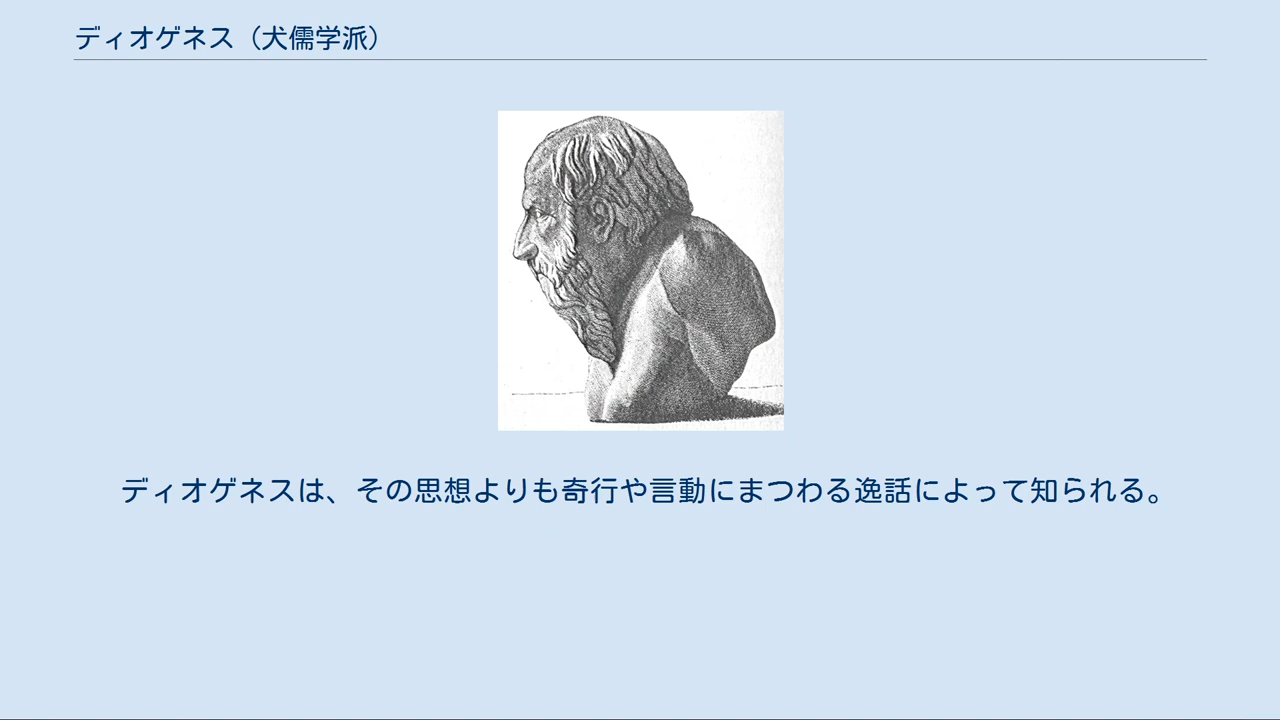 ディオゲネス（犬儒学派）
ディオゲネスは、その思想よりも奇行や言動にまつわる逸話によって知られる。